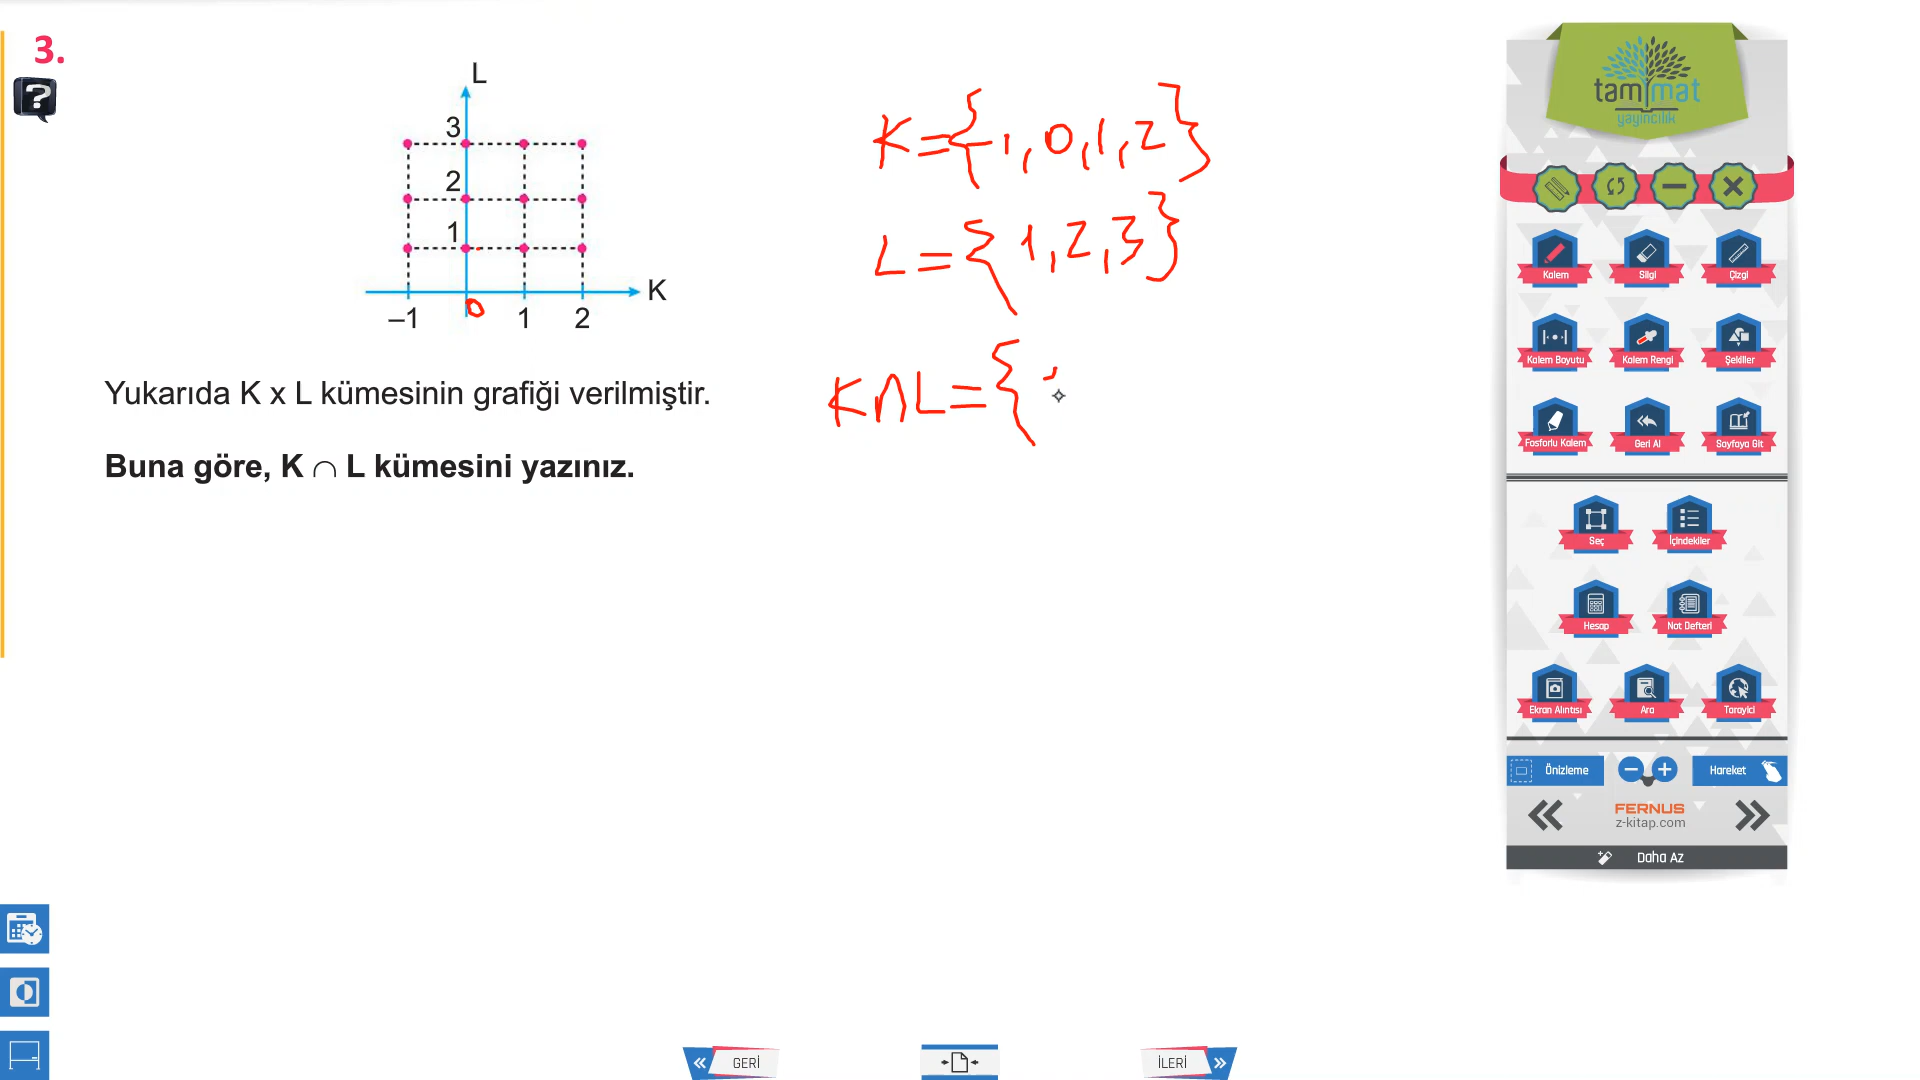 3.
L
3
2
1
K
–1
0
1
2
K={-1,0,1,2}
L={1,2,3}
K∩L={
Yukarıda K x L kümesinin grafiği verilmiştir.
Buna göre, K ∩ L kümesini yazınız.
tammat
yayıncılık
Kalem
Silgi
Çizgi
Kalem Boyutu
Kalem Rengi
Şekiller
Fosforlu Kalem
Geri Al
Sayfaya Git
Seç
İçindekiler
Hesap
Not Defteri
Ekran Alıntısı
Ara
Tarayici
Önizleme
Hareket
FERNUS
z-kitap.com
Daha Az
GERİ
İLERİ